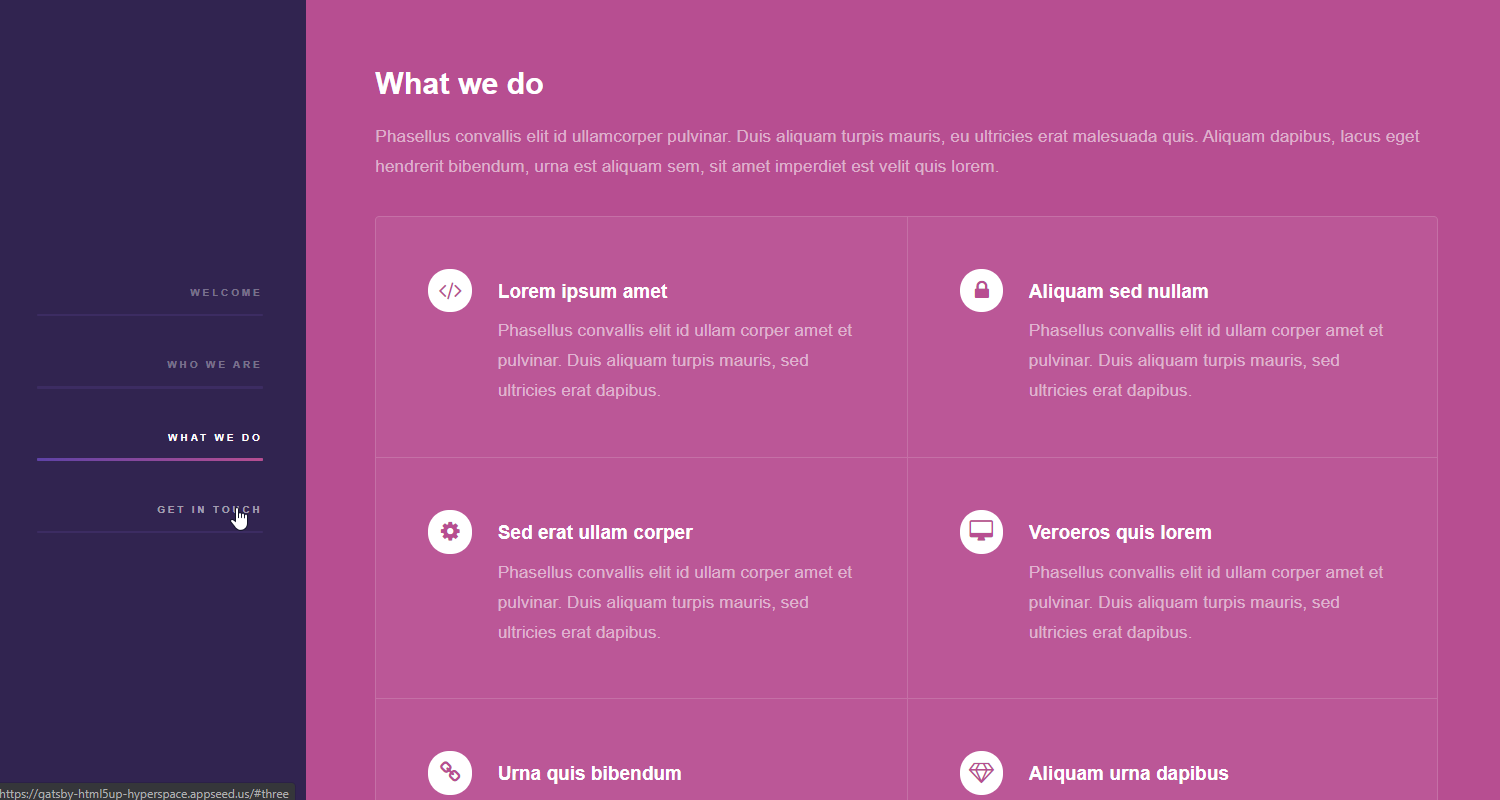 What we do
Phasellus convallis elit id ullamcorper pulvinar. Duis aliquam turpis mauris, eu ultricies erat malesuada quis. Aliquam dapibus, lacus eget
hendrerit bibendum, urna est aliquam sem, sit amet imperdiet est velit quis lorem.
WELCOME
WHO WE ARE
WHAT WE DO
GET IN TOUCH
Lorem ipsum amet
Phasellus convallis elit id ullam corper amet et
pulvinar. Duis aliquam turpis mauris, sed
ultricies erat dapibus.
Aliquam sed nullam
Phasellus convallis elit id ullam corper amet et
pulvinar. Duis aliquam turpis mauris, sed
ultricies erat dapibus.
Sed erat ullam corper
Phasellus convallis elit id ullam corper amet et
pulvinar. Duis aliquam turpis mauris, sed
ultricies erat dapibus.
Veroeros quis lorem
Phasellus convallis elit id ullam corper amet et
pulvinar. Duis aliquam turpis mauris, sed
ultricies erat dapibus.
Urna quis bibendum
Aliquam urna dapibus
https://gatsby-html5up-hyperspace.appseed.us/#three